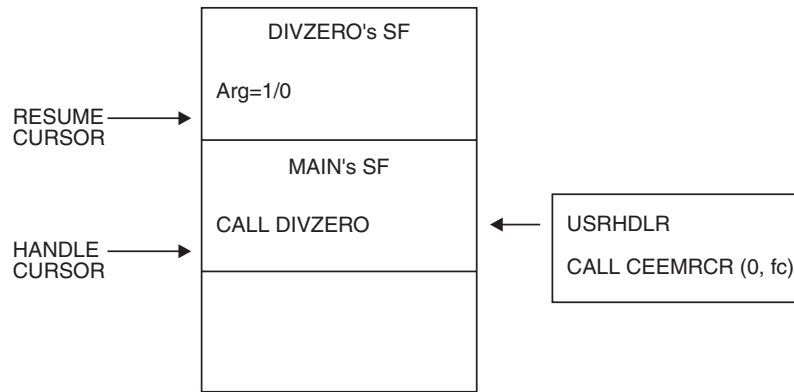 DIVZERO's SF
Arg=1/0
RESUME
CURSOR
MAIN's SF
CALL DIVZERO
HANDLE
CURSOR
USRHDLR
CALL CEEMRCR (0, fc)